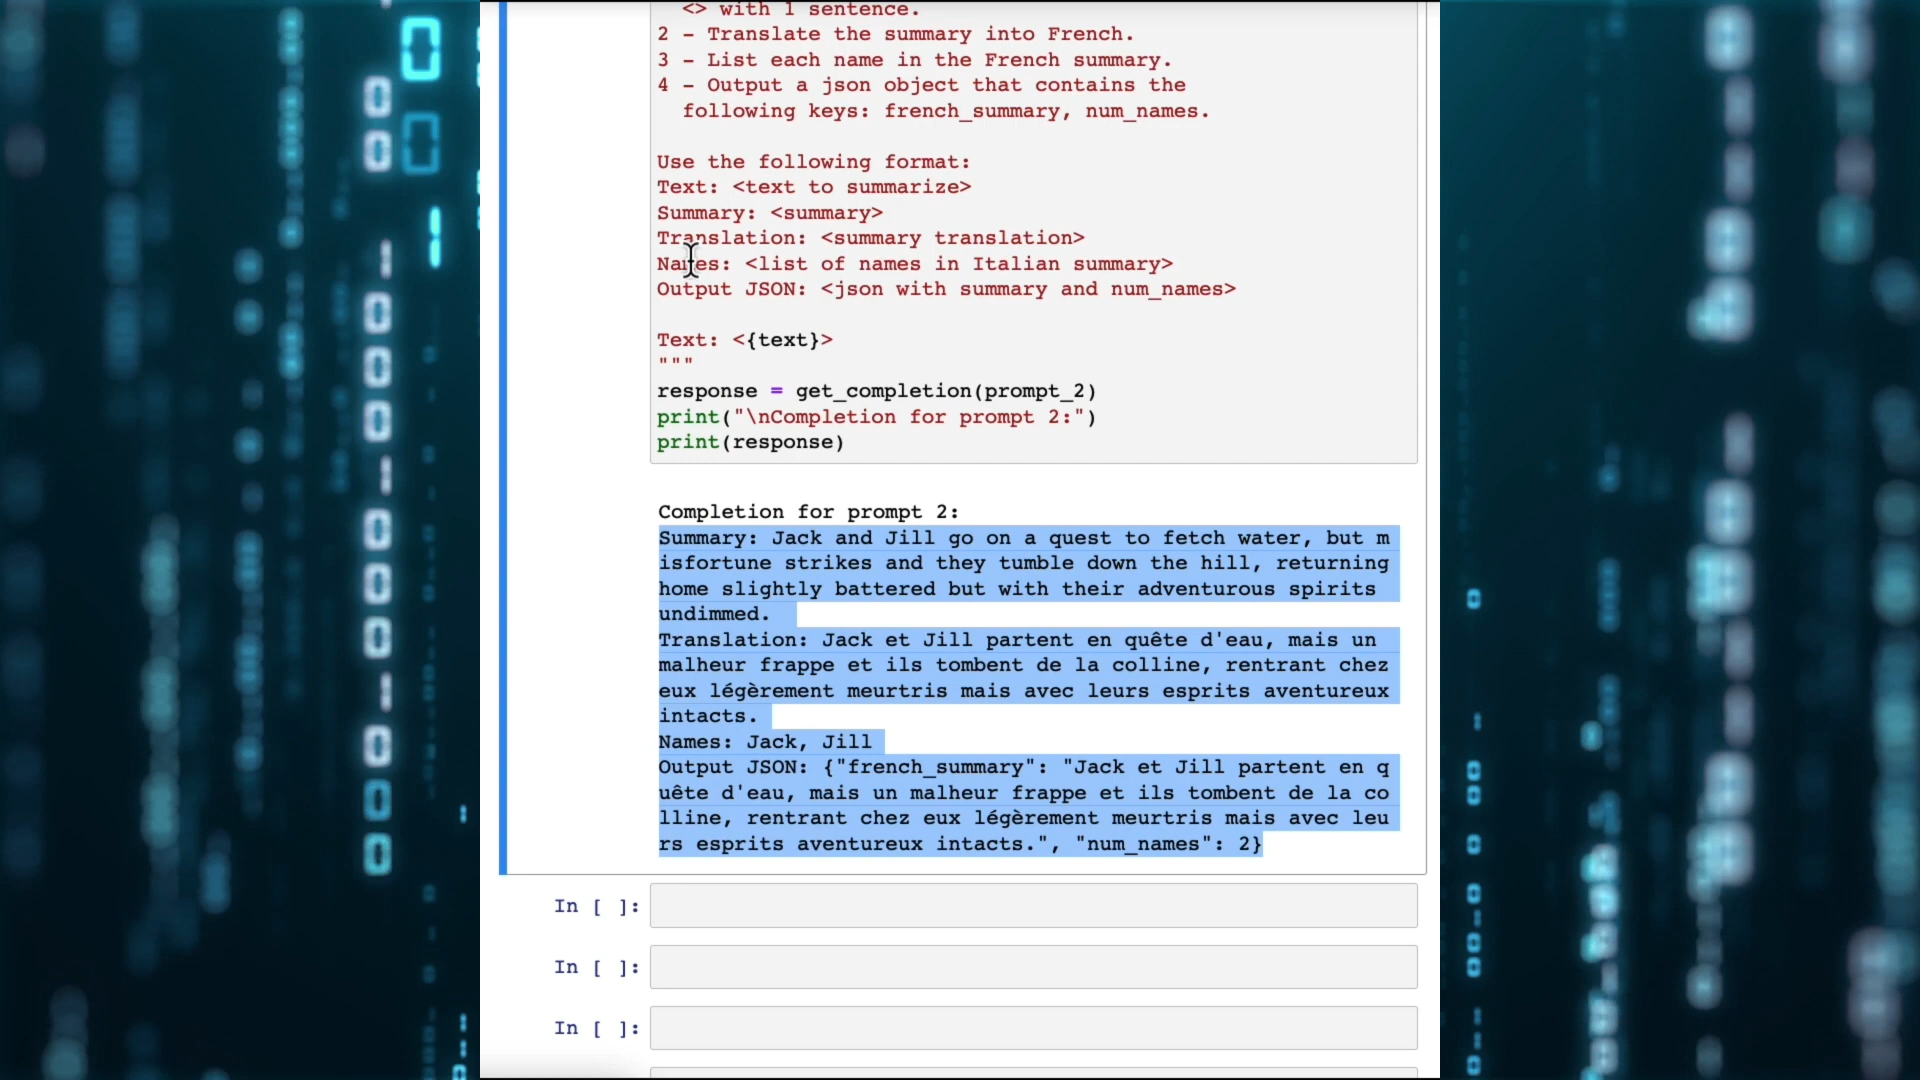 <> with 1 sentence.
2 - Translate the summary into French.
3 - List each name in the French summary.
4 - Output a json object that contains the
following keys: french_summary, num_names.
Use the following format:
Text: <text to summarize>
Summary: <summary>
Translation: <summary translation>
Names: <list of names in Italian summary>
Output JSON: <json with summary and num_names>
Text: <{text}>
"""
response = get_completion(prompt_2)
print("\nCompletion for prompt 2:")
print(response)
Completion for prompt 2:
Summary: Jack and Jill go on a quest to fetch water, but m
isfortune strikes and they tumble down the hill, returning
home slightly battered but with their adventurous spirits
undimmed.
Translation: Jack et Jill partent en quête d'eau, mais un
malheur frappe et ils tombent de la colline, rentrant chez
eux légèrement meurtris mais avec leurs esprits aventureux
intacts.
Names: Jack, Jill
Output JSON: {"french_summary": "Jack et Jill partent en q
uête d'eau, mais un malheur frappe et ils tombent de la co
lline, rentrant chez eux légèrement meurtris mais avec leu
rs esprits aventureux intacts.", "num_names": 2}
In [ ]:
In [ ]:
In [ ]: